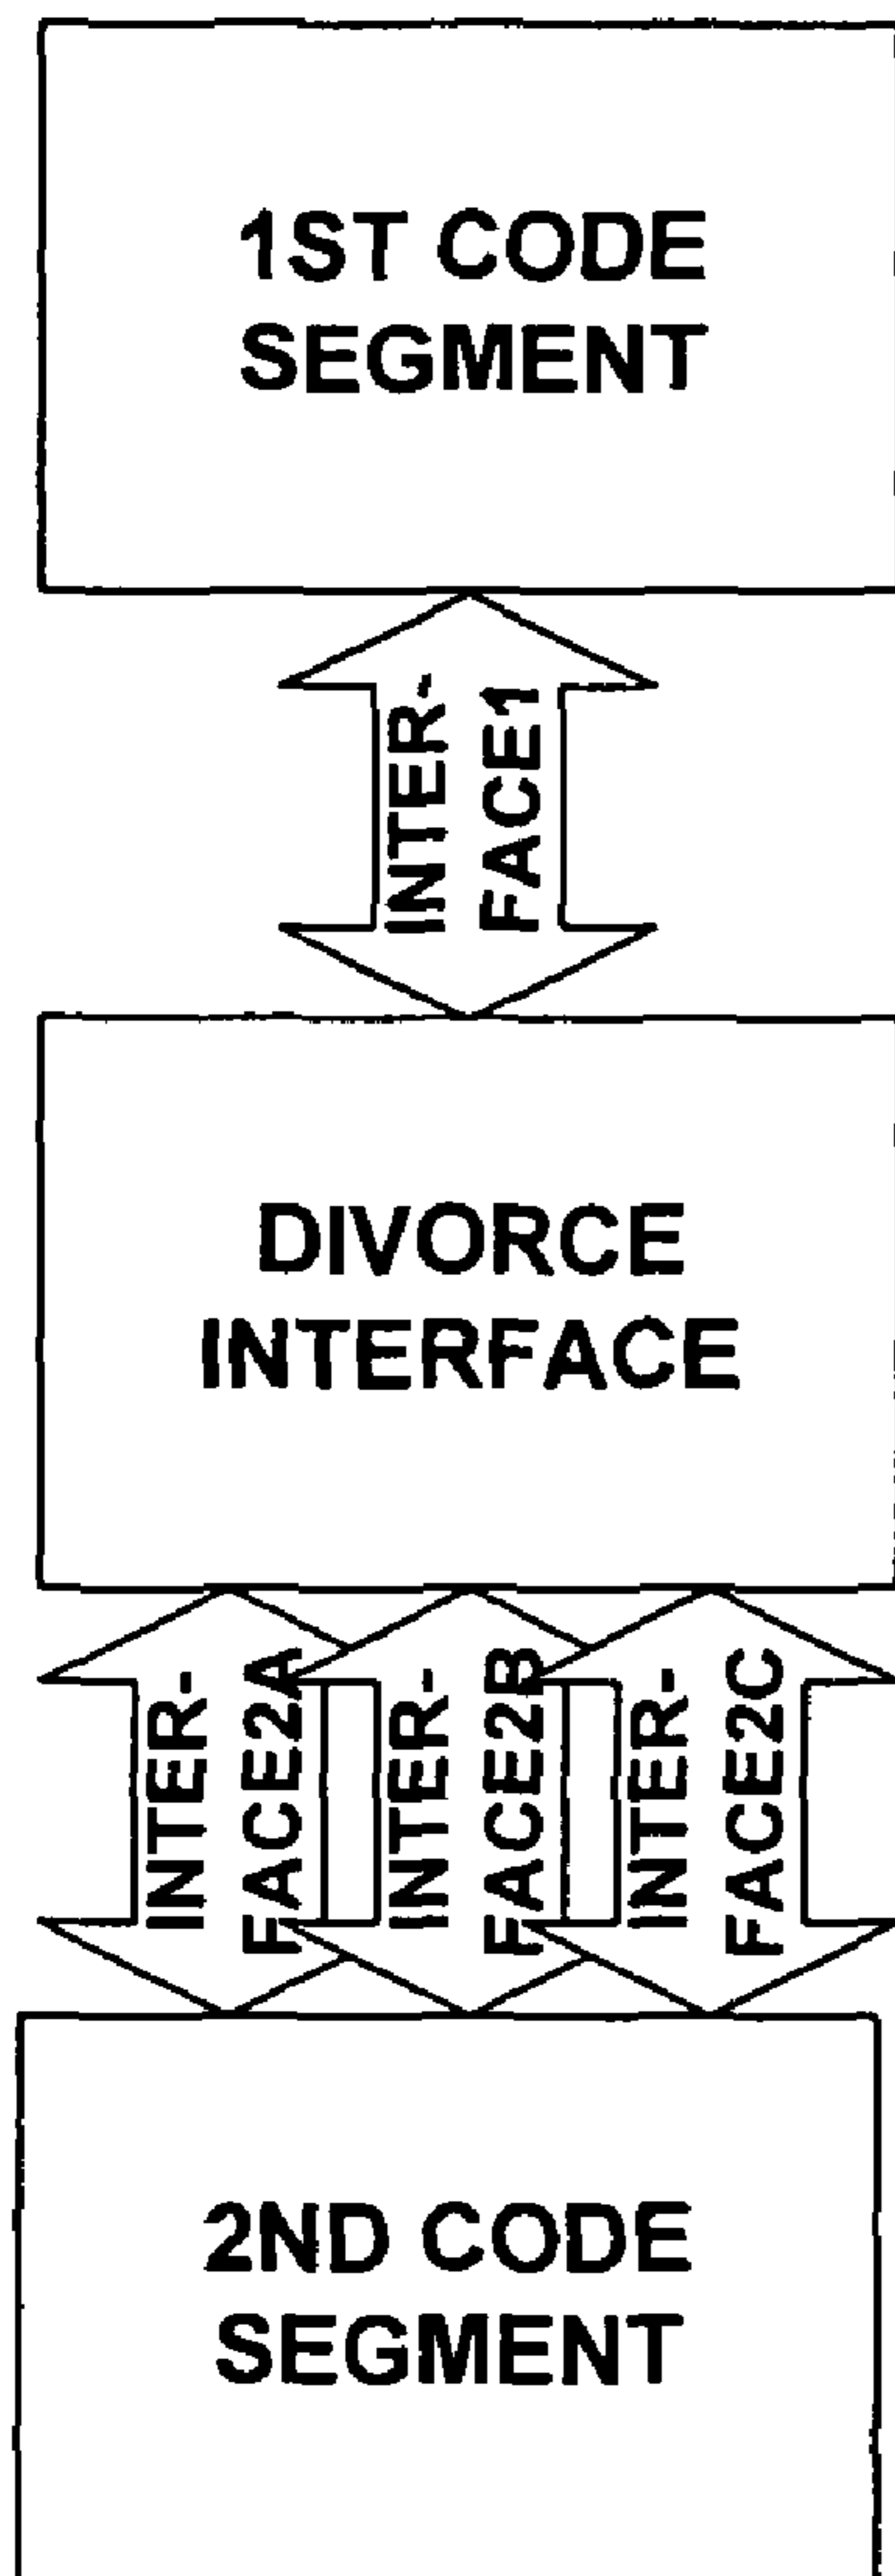 1ST CODE
SEGMENT
INTER-
FACE1
DIVORCE
INTERFACE
INTER-
FACE2A
INTER-
FACE2B
INTER-
FACE2C
2ND CODE
SEGMENT